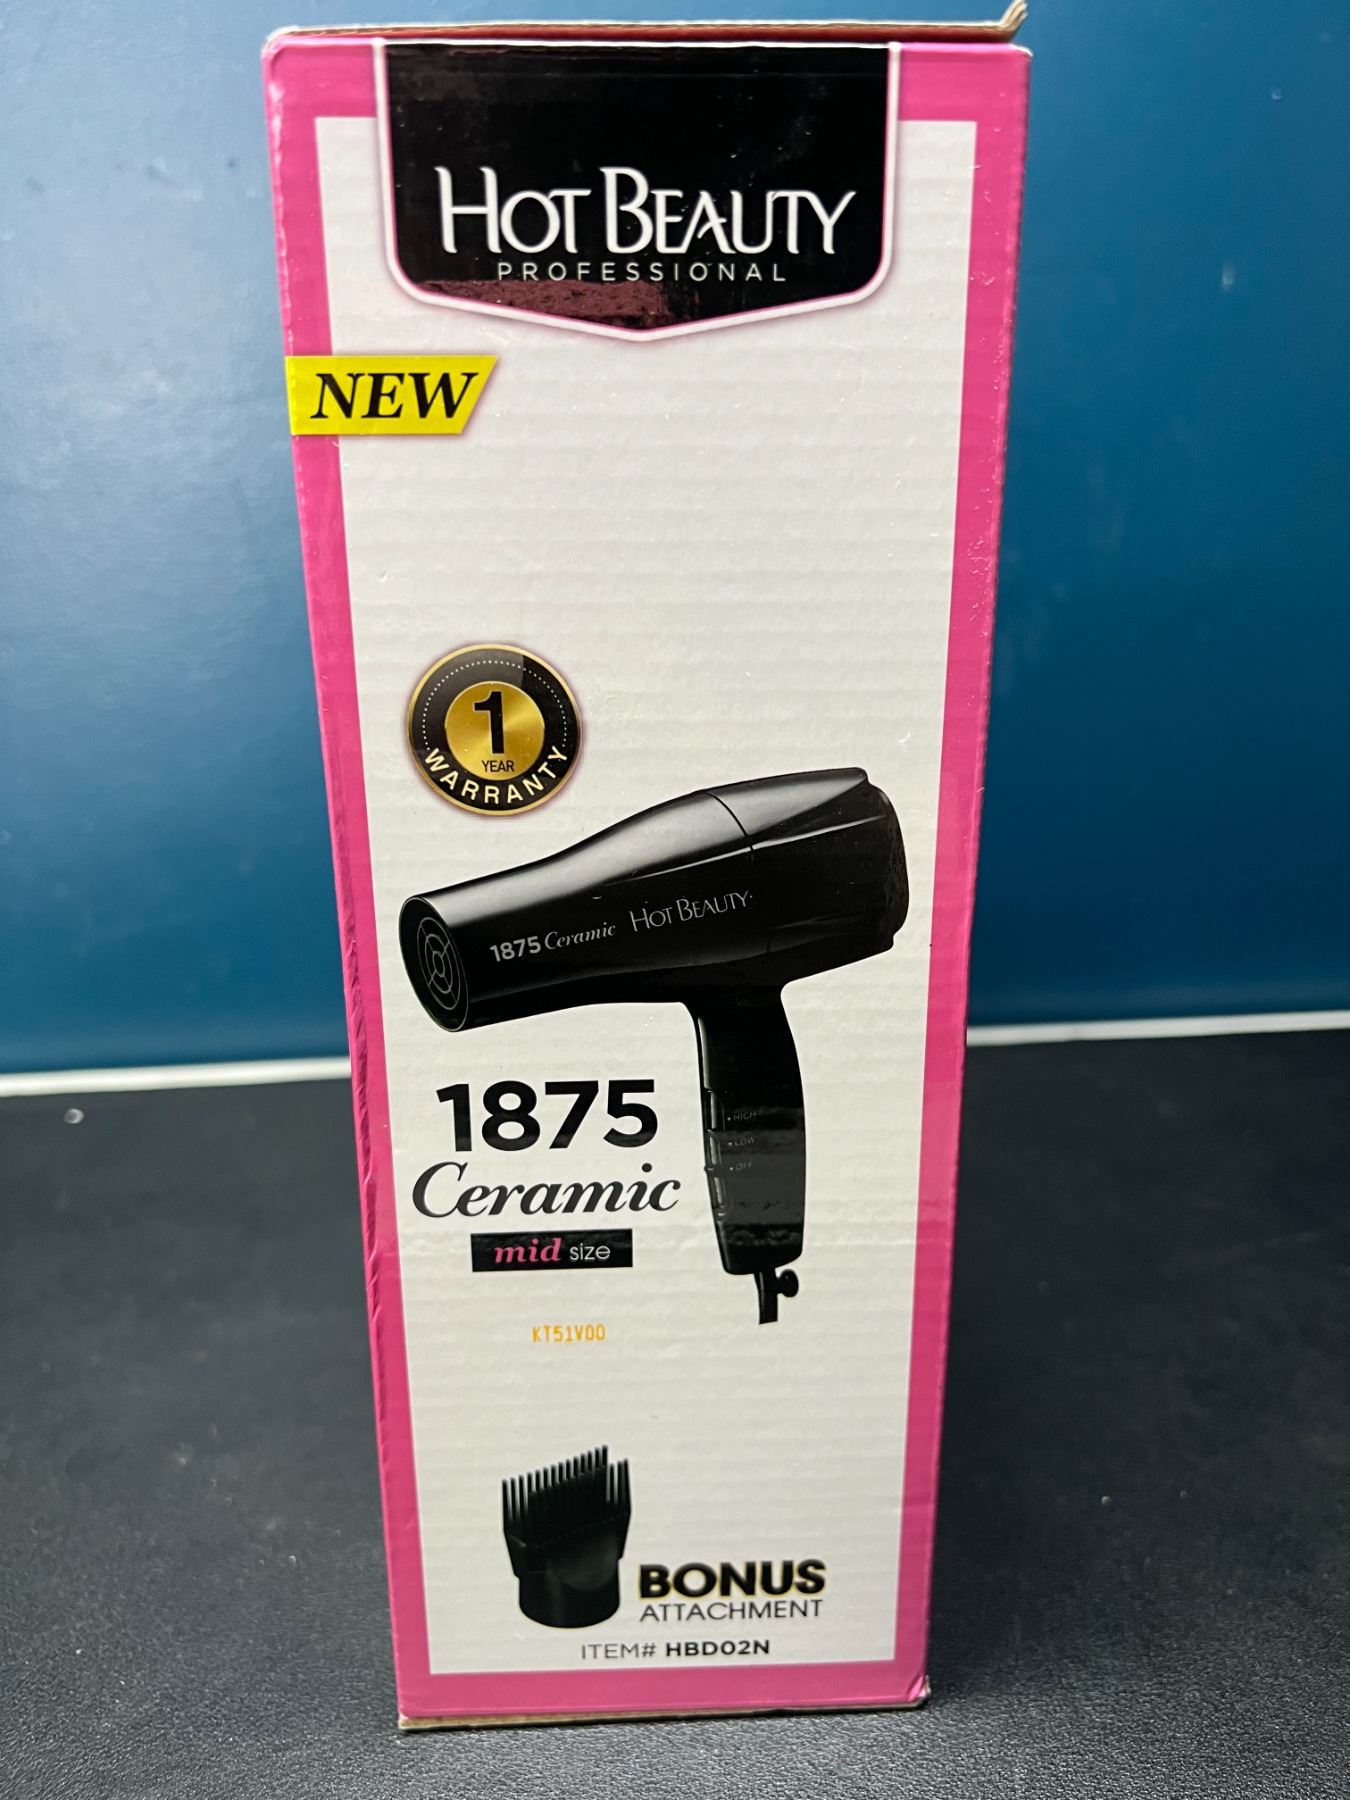 HOT BEAUTY
PROFESSIONAL
NEW
1
YEAR
WARRANTY
1875 Ceramic HOT BEAUTY
1875
Ceramic
mid size
• HIGH
• LOW
• OFF
KT51V00
BONUS
ATTACHMENT
ITEM# HBD02N